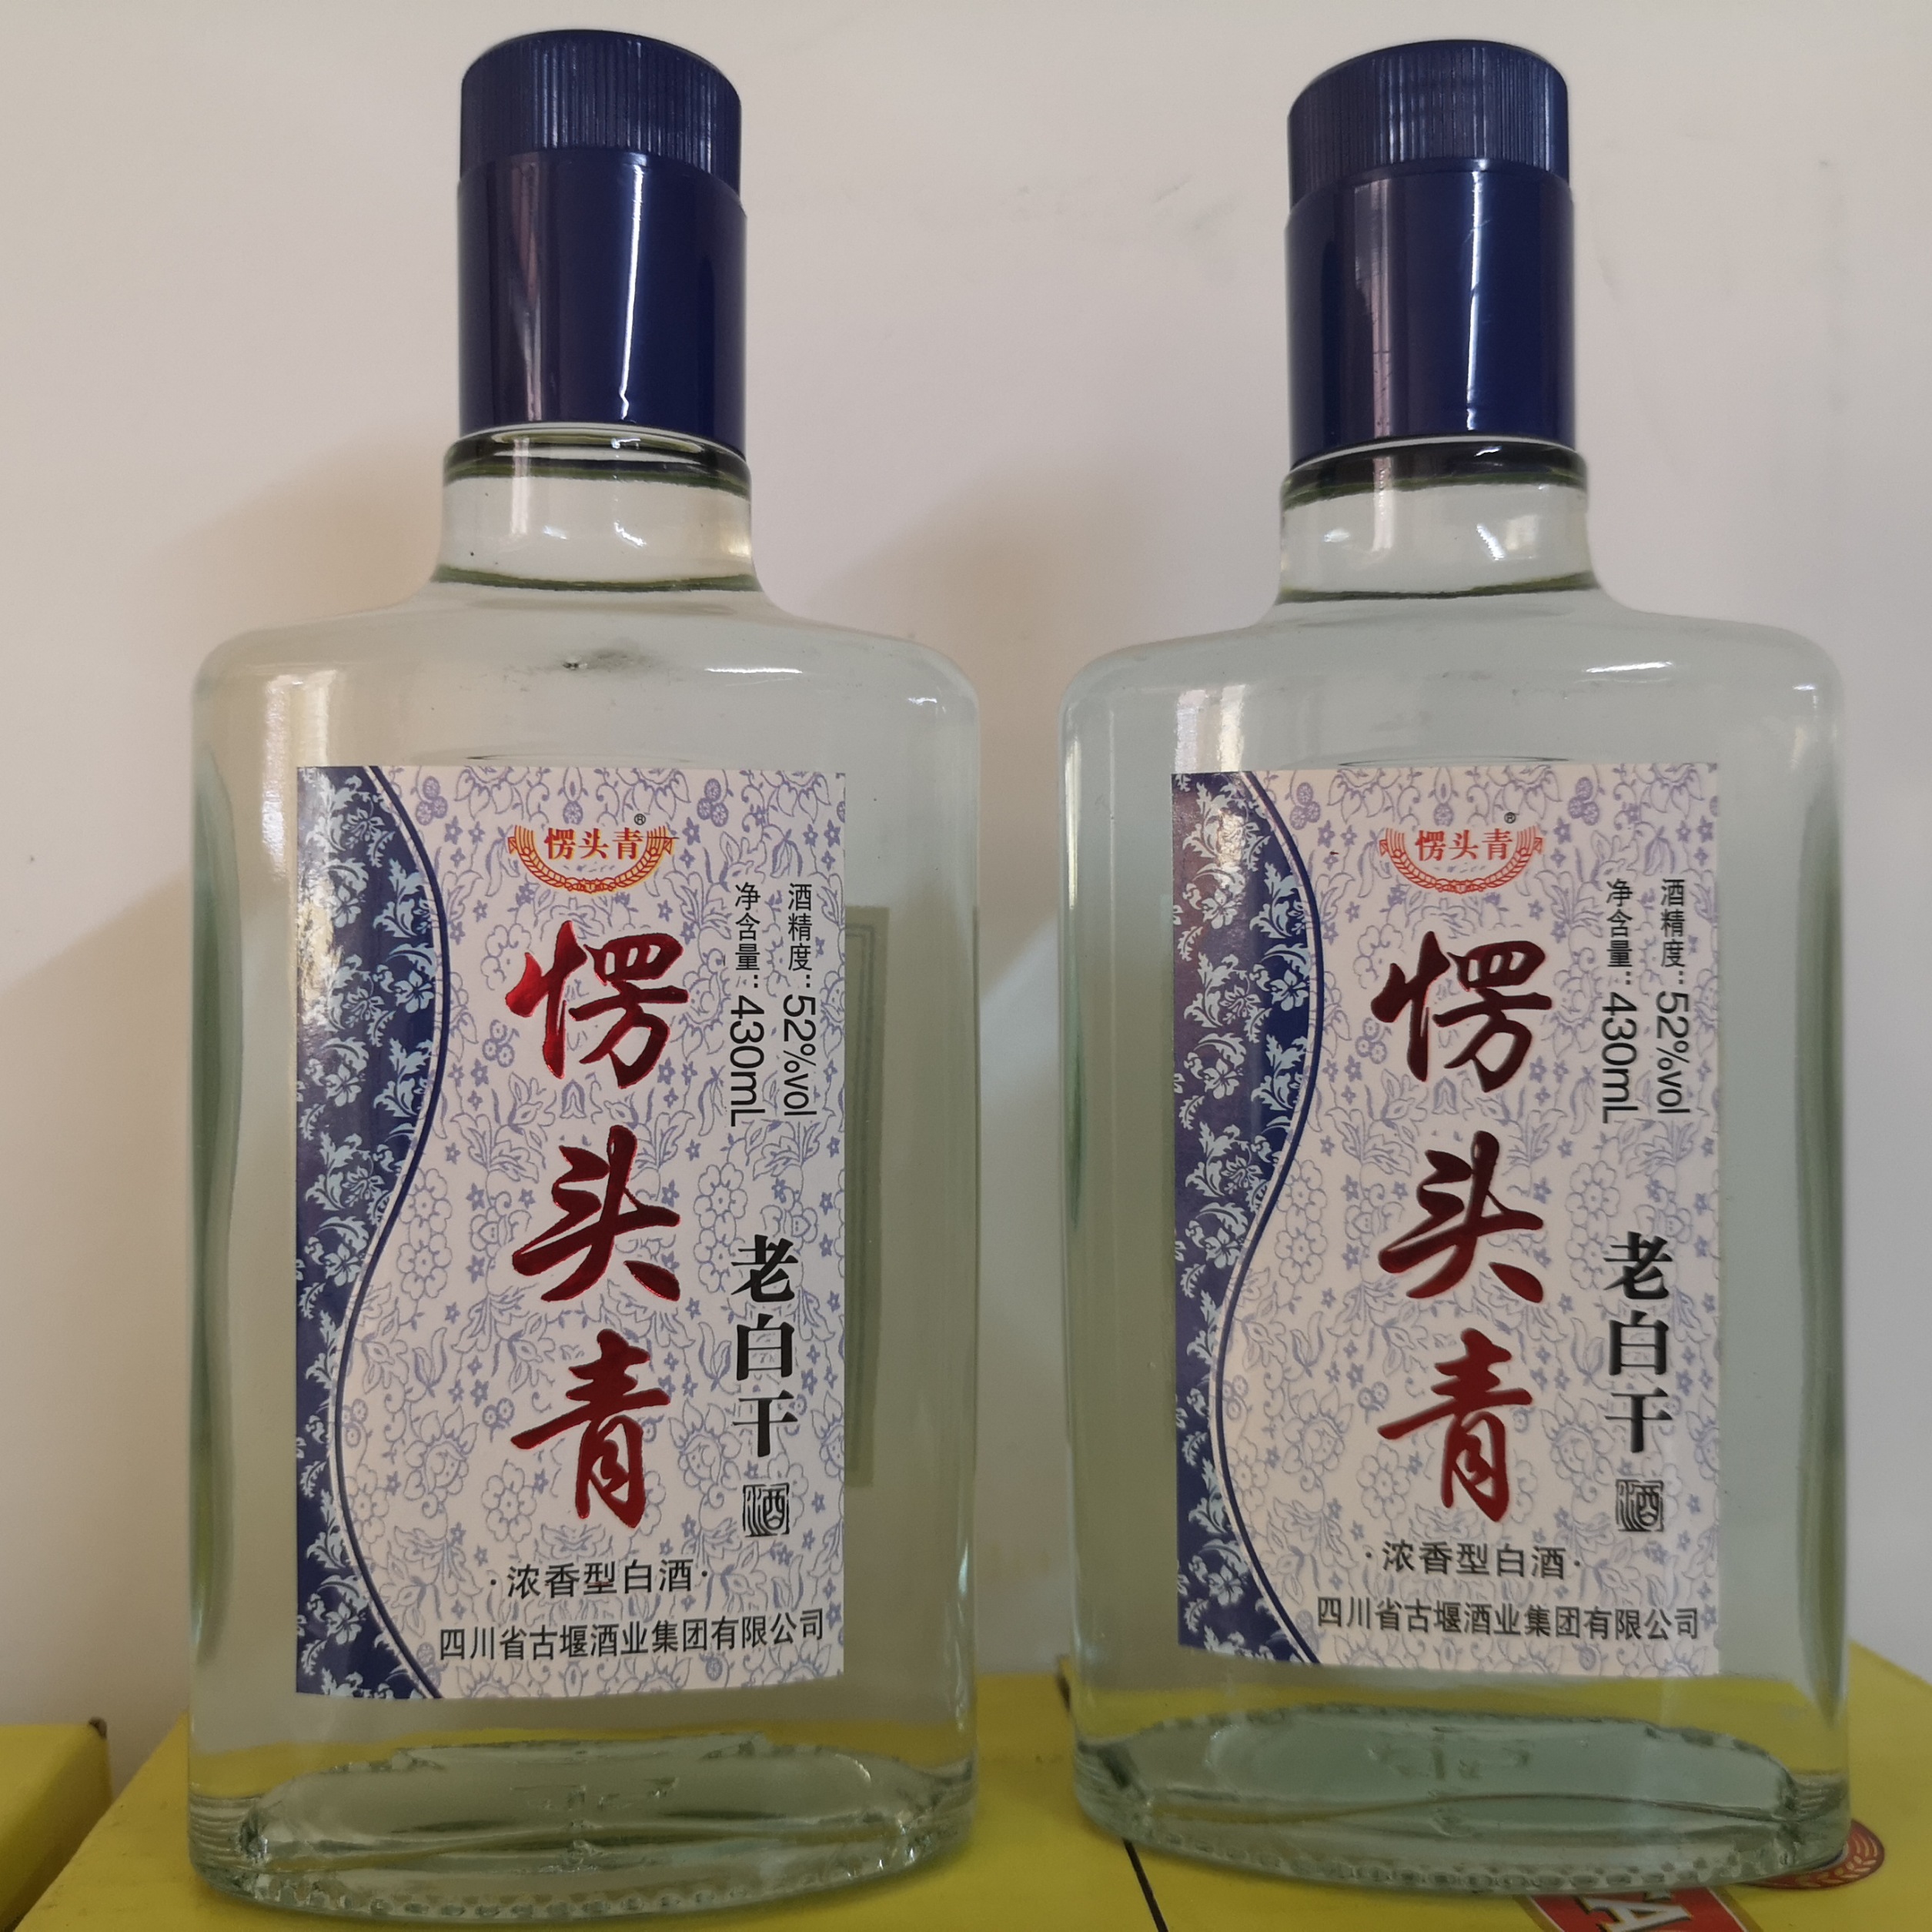 愣头青®
酒精度：52%vol
净含量：430mL
愣头青
老白干
酒
·浓香型白酒·
四川省古堰酒业集团有限公司
愣头青®
酒精度：52%vol
净含量：430mL
愣头青
老白干
酒
·浓香型白酒·
四川省古堰酒业集团有限公司